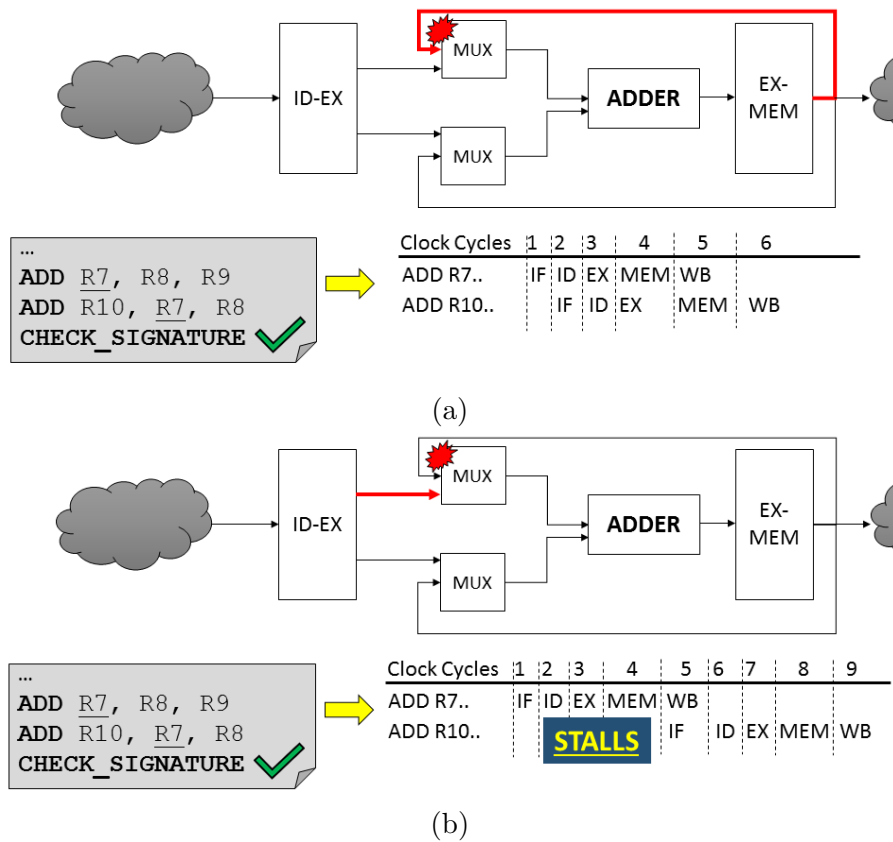 MUX
ID-EX
ADDER
EX-
MEM
MUX
...
ADD R7, R8, R9
ADD R10, R7, R8
CHECK_SIGNATURE
Clock Cycles 1 2 3 4 5 6
ADD R7.. IF ID EX MEM WB
ADD R10.. IF ID EX MEM WB
(a)
MUX
ID-EX
ADDER
EX-
MEM
MUX
...
ADD R7, R8, R9
ADD R10, R7, R8
CHECK_SIGNATURE
Clock Cycles 1 2 3 4 5 6 7 8 9
ADD R7.. IF ID EX MEM WB
ADD R10.. STALLS IF ID EX MEM WB
(b)